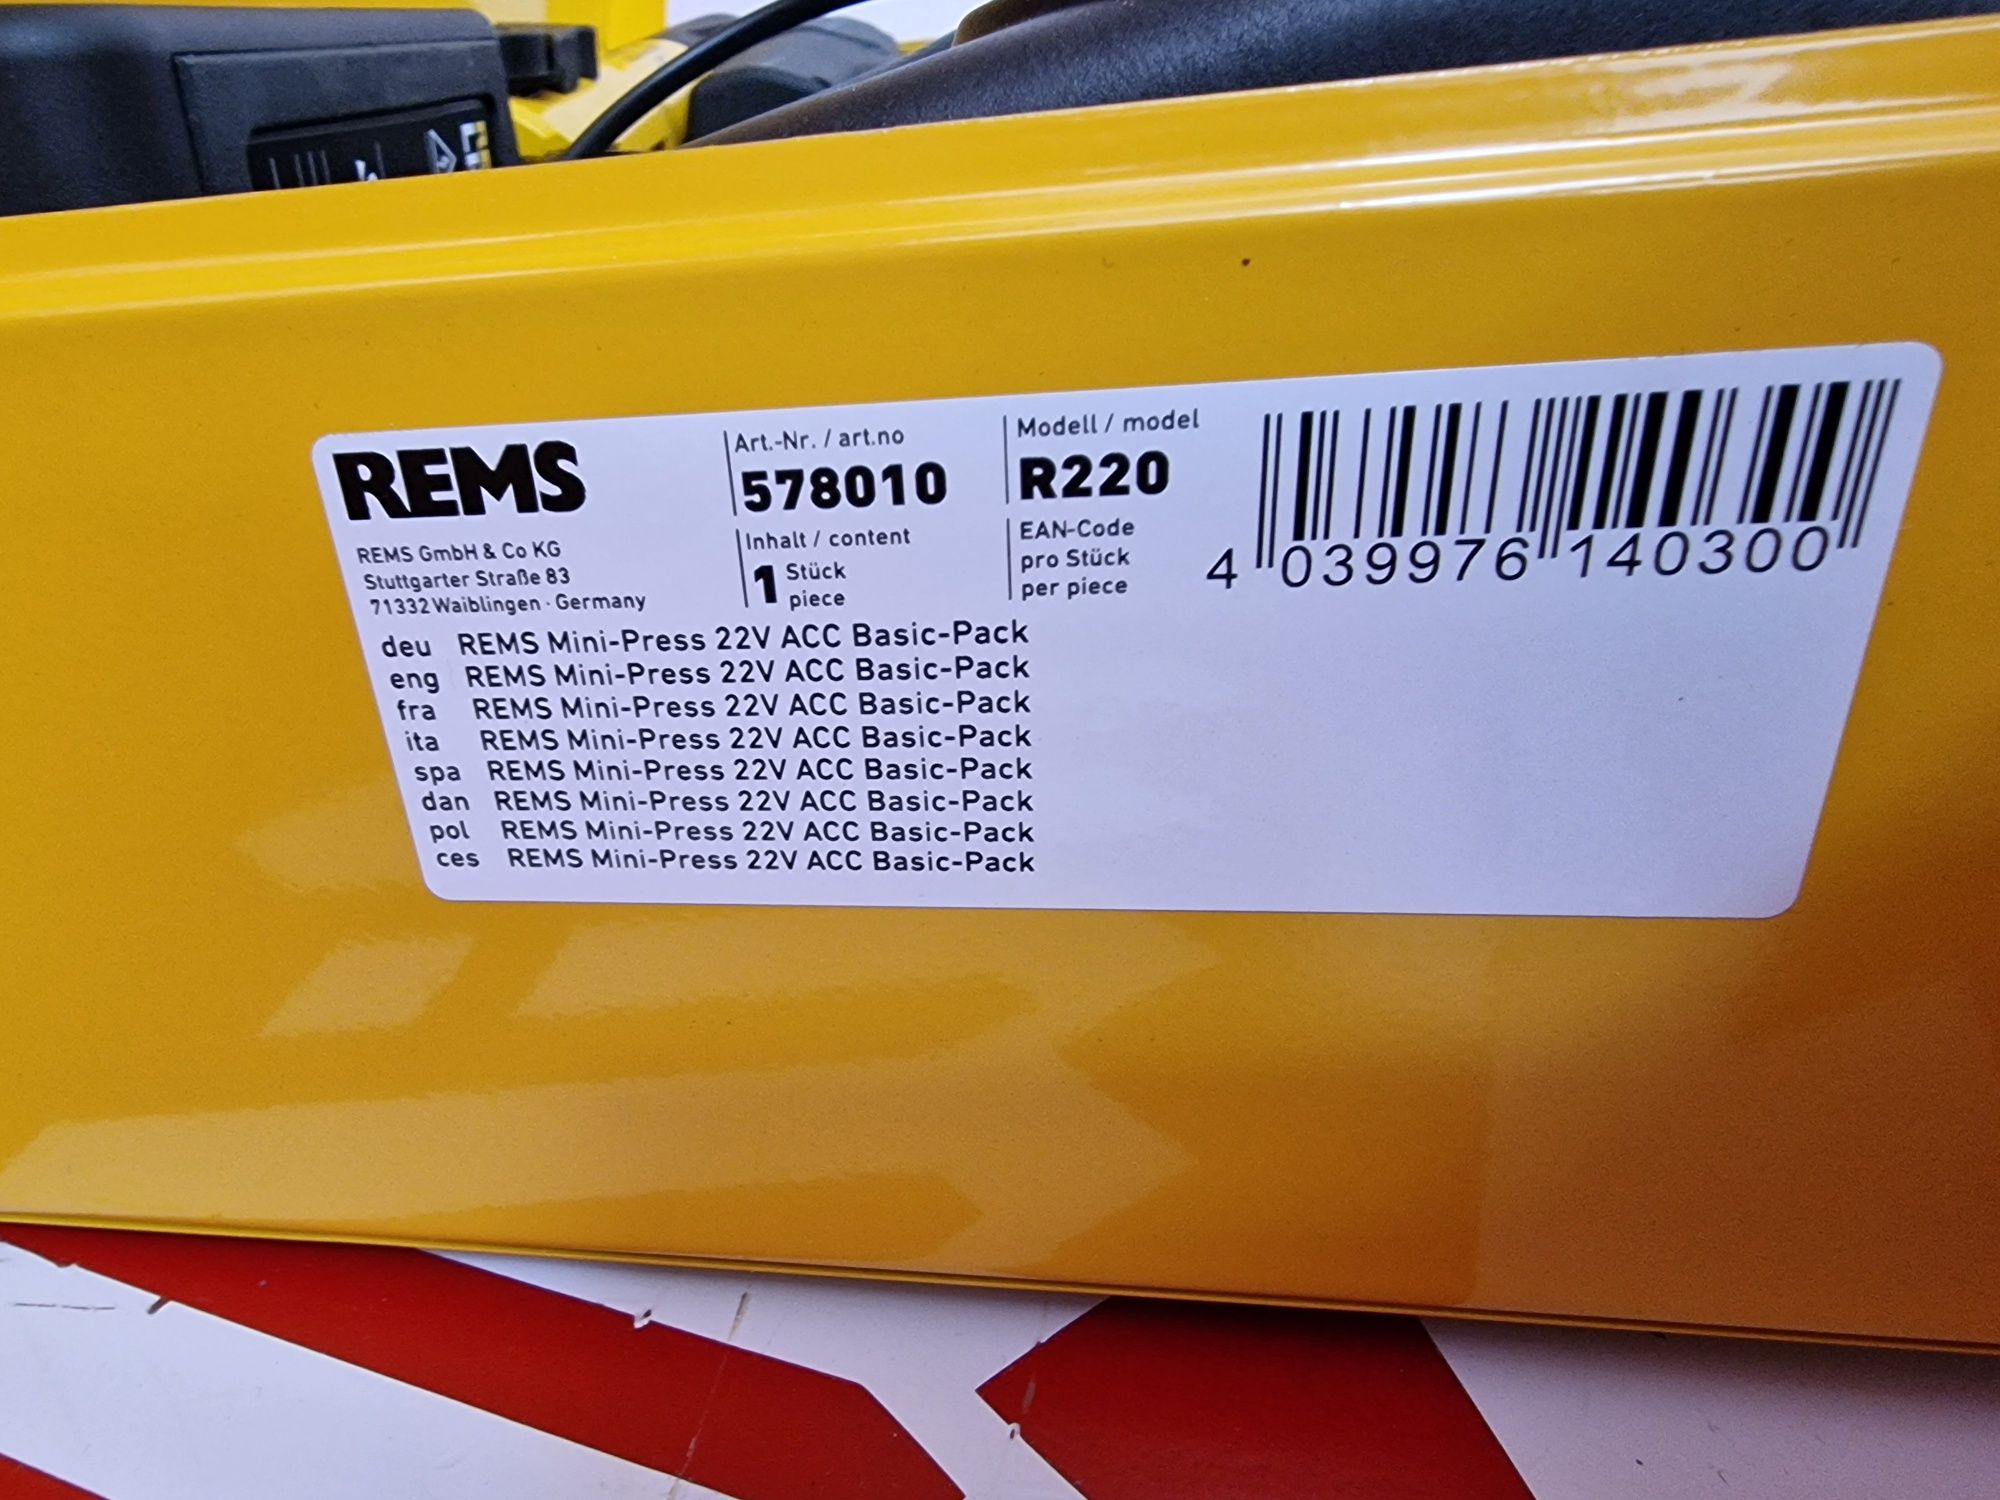 REMS
REMS GmbH & Co KG
Stuttgarter Straße 83
71332 Waiblingen · Germany
Art.-Nr. / art.no
578010
Inhalt / content
1 Stück
piece
Modell / model
R220
EAN-Code
pro Stück
per piece
4 039976 140300
deu REMS Mini-Press 22V ACC Basic-Pack
eng REMS Mini-Press 22V ACC Basic-Pack
fra REMS Mini-Press 22V ACC Basic-Pack
ita REMS Mini-Press 22V ACC Basic-Pack
spa REMS Mini-Press 22V ACC Basic-Pack
dan REMS Mini-Press 22V ACC Basic-Pack
pol REMS Mini-Press 22V ACC Basic-Pack
ces REMS Mini-Press 22V ACC Basic-Pack